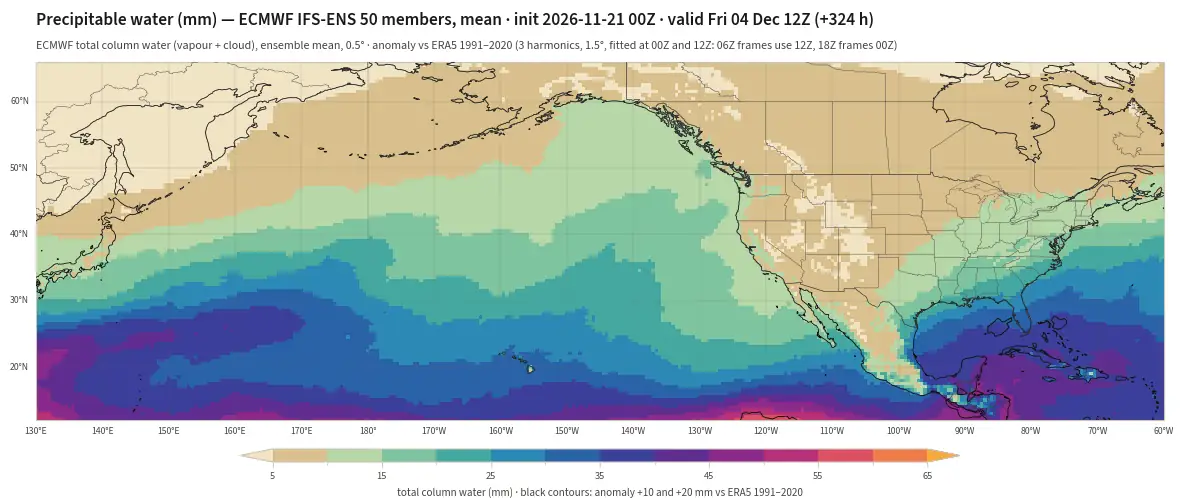 Precipitable water (mm) — ECMWF IFS-ENS 50 members, mean · init 2026-11-21 00Z · valid Fri 04 Dec 12Z (+324 h)
ECMWF total column water (vapour + cloud), ensemble mean, 0.5° · anomaly vs ERA5 1991–2020 (3 harmonics, 1.5°, fitted at 00Z and 12Z: 06Z frames use 12Z, 18Z frames 00Z)
60°N
50°N
40°N
30°N
20°N
130°E 140°E 150°E 160°E 170°E 180° 170°W 160°W 150°W 140°W 130°W 120°W 110°W 100°W 90°W 80°W 70°W 60°W
5 15 25 35 45 55 65
total column water (mm) · black contours: anomaly +10 and +20 mm vs ERA5 1991–2020